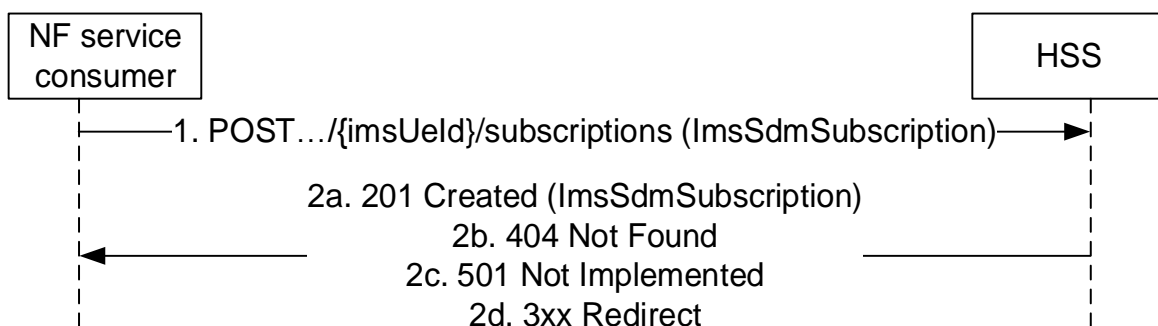 NF service
consumer
HSS
1. POST…/{imsUeId}/subscriptions (ImsSdmSubscription)
2a. 201 Created (ImsSdmSubscription)
2b. 404 Not Found
2c. 501 Not Implemented
2d. 3xx Redirect